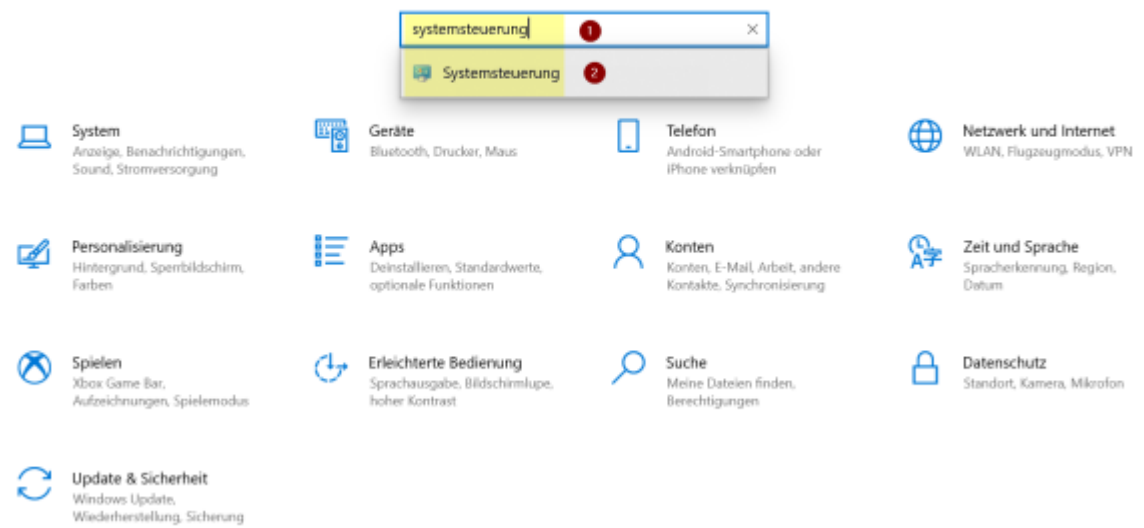 systemsteuerung
1
Systemsteuerung
2
System
Anzeige, Benachrichtigungen,
Sound, Stromversorgung
Geräte
Bluetooth, Drucker, Maus
Telefon
Android-Smartphone oder
iPhone verknüpfen
Netzwerk und Internet
WLAN, Flugzeugmodus, VPN
Personalisierung
Hintergrund, Sperrbildschirm,
Farben
Apps
Deinstallieren, Standardwerte,
optionale Funktionen
Konten
Konten, E-Mail, Arbeit, andere
Kontakte, Synchronisierung
A字
Zeit und Sprache
Spracherkennung, Region,
Datum
Spielen
Xbox Game Bar,
Aufzeichnungen, Spielemodus
Erleichterte Bedienung
Sprachausgabe, Bildschirmlupe,
hoher Kontrast
Suche
Meine Dateien finden,
Berechtigungen
Datenschutz
Standort, Kamera, Mikrofon
Update & Sicherheit
Windows Update,
Wiederherstellung, Sicherung